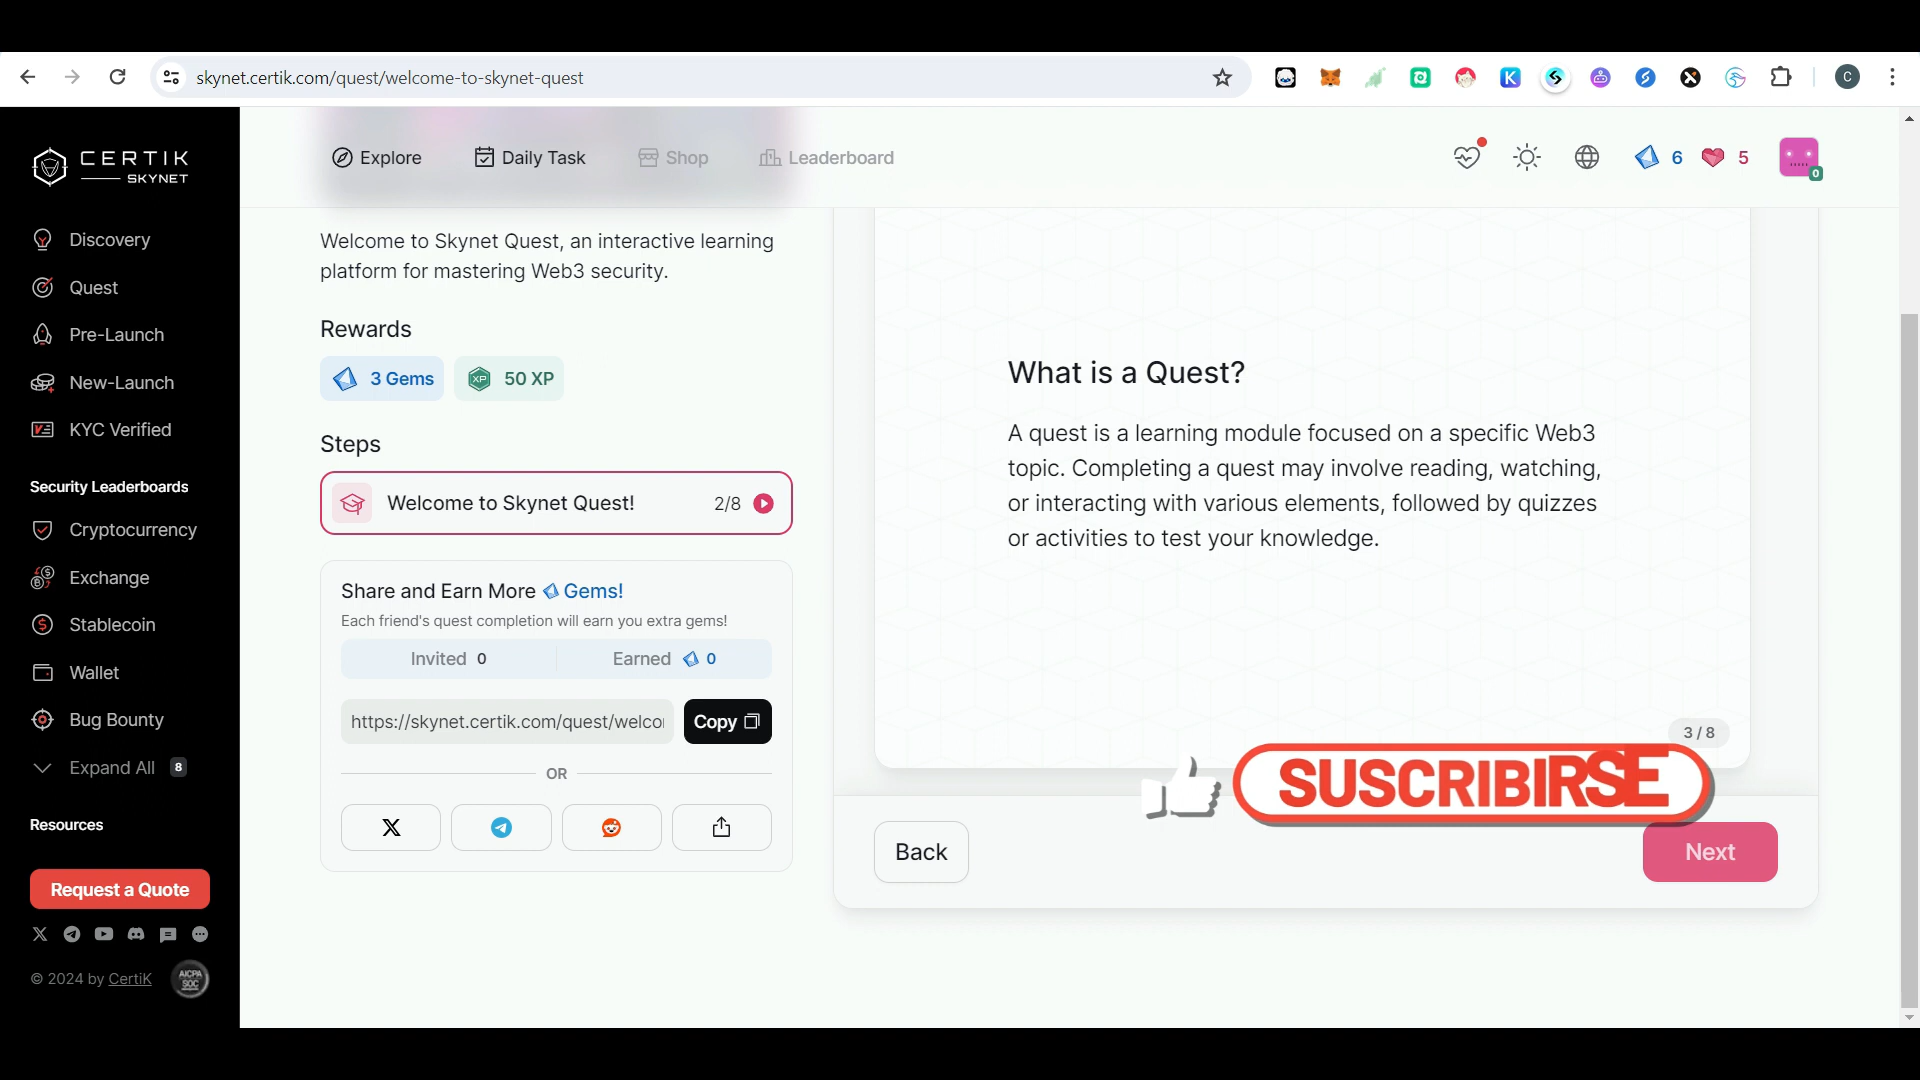 skynet.certik.com/quest/welcome-to-skynet-quest
K
C
CERTIK
SKYNET
Discovery
Quest
Pre-Launch
New-Launch
KYC Verified
Security Leaderboards
Cryptocurrency
Exchange
Stablecoin
Wallet
Bug Bounty
Expand All 8
Resources
Request a Quote
© 2024 by CertiK
AICPA
SOC
Explore
Daily Task
Shop
Leaderboard
6
5
0
Welcome to Skynet Quest, an interactive learning
platform for mastering Web3 security.
Rewards
3 Gems
XP 50 XP
Steps
Welcome to Skynet Quest! 2/8
Share and Earn More Gems!
Each friend's quest completion will earn you extra gems!
Invited 0
Earned 0
https://skynet.certik.com/quest/welco
Copy
OR
What is a Quest?
A quest is a learning module focused on a specific Web3
topic. Completing a quest may involve reading, watching,
or interacting with various elements, followed by quizzes
or activities to test your knowledge.
3 / 8
SUSCRIBIRSE
Back
Next